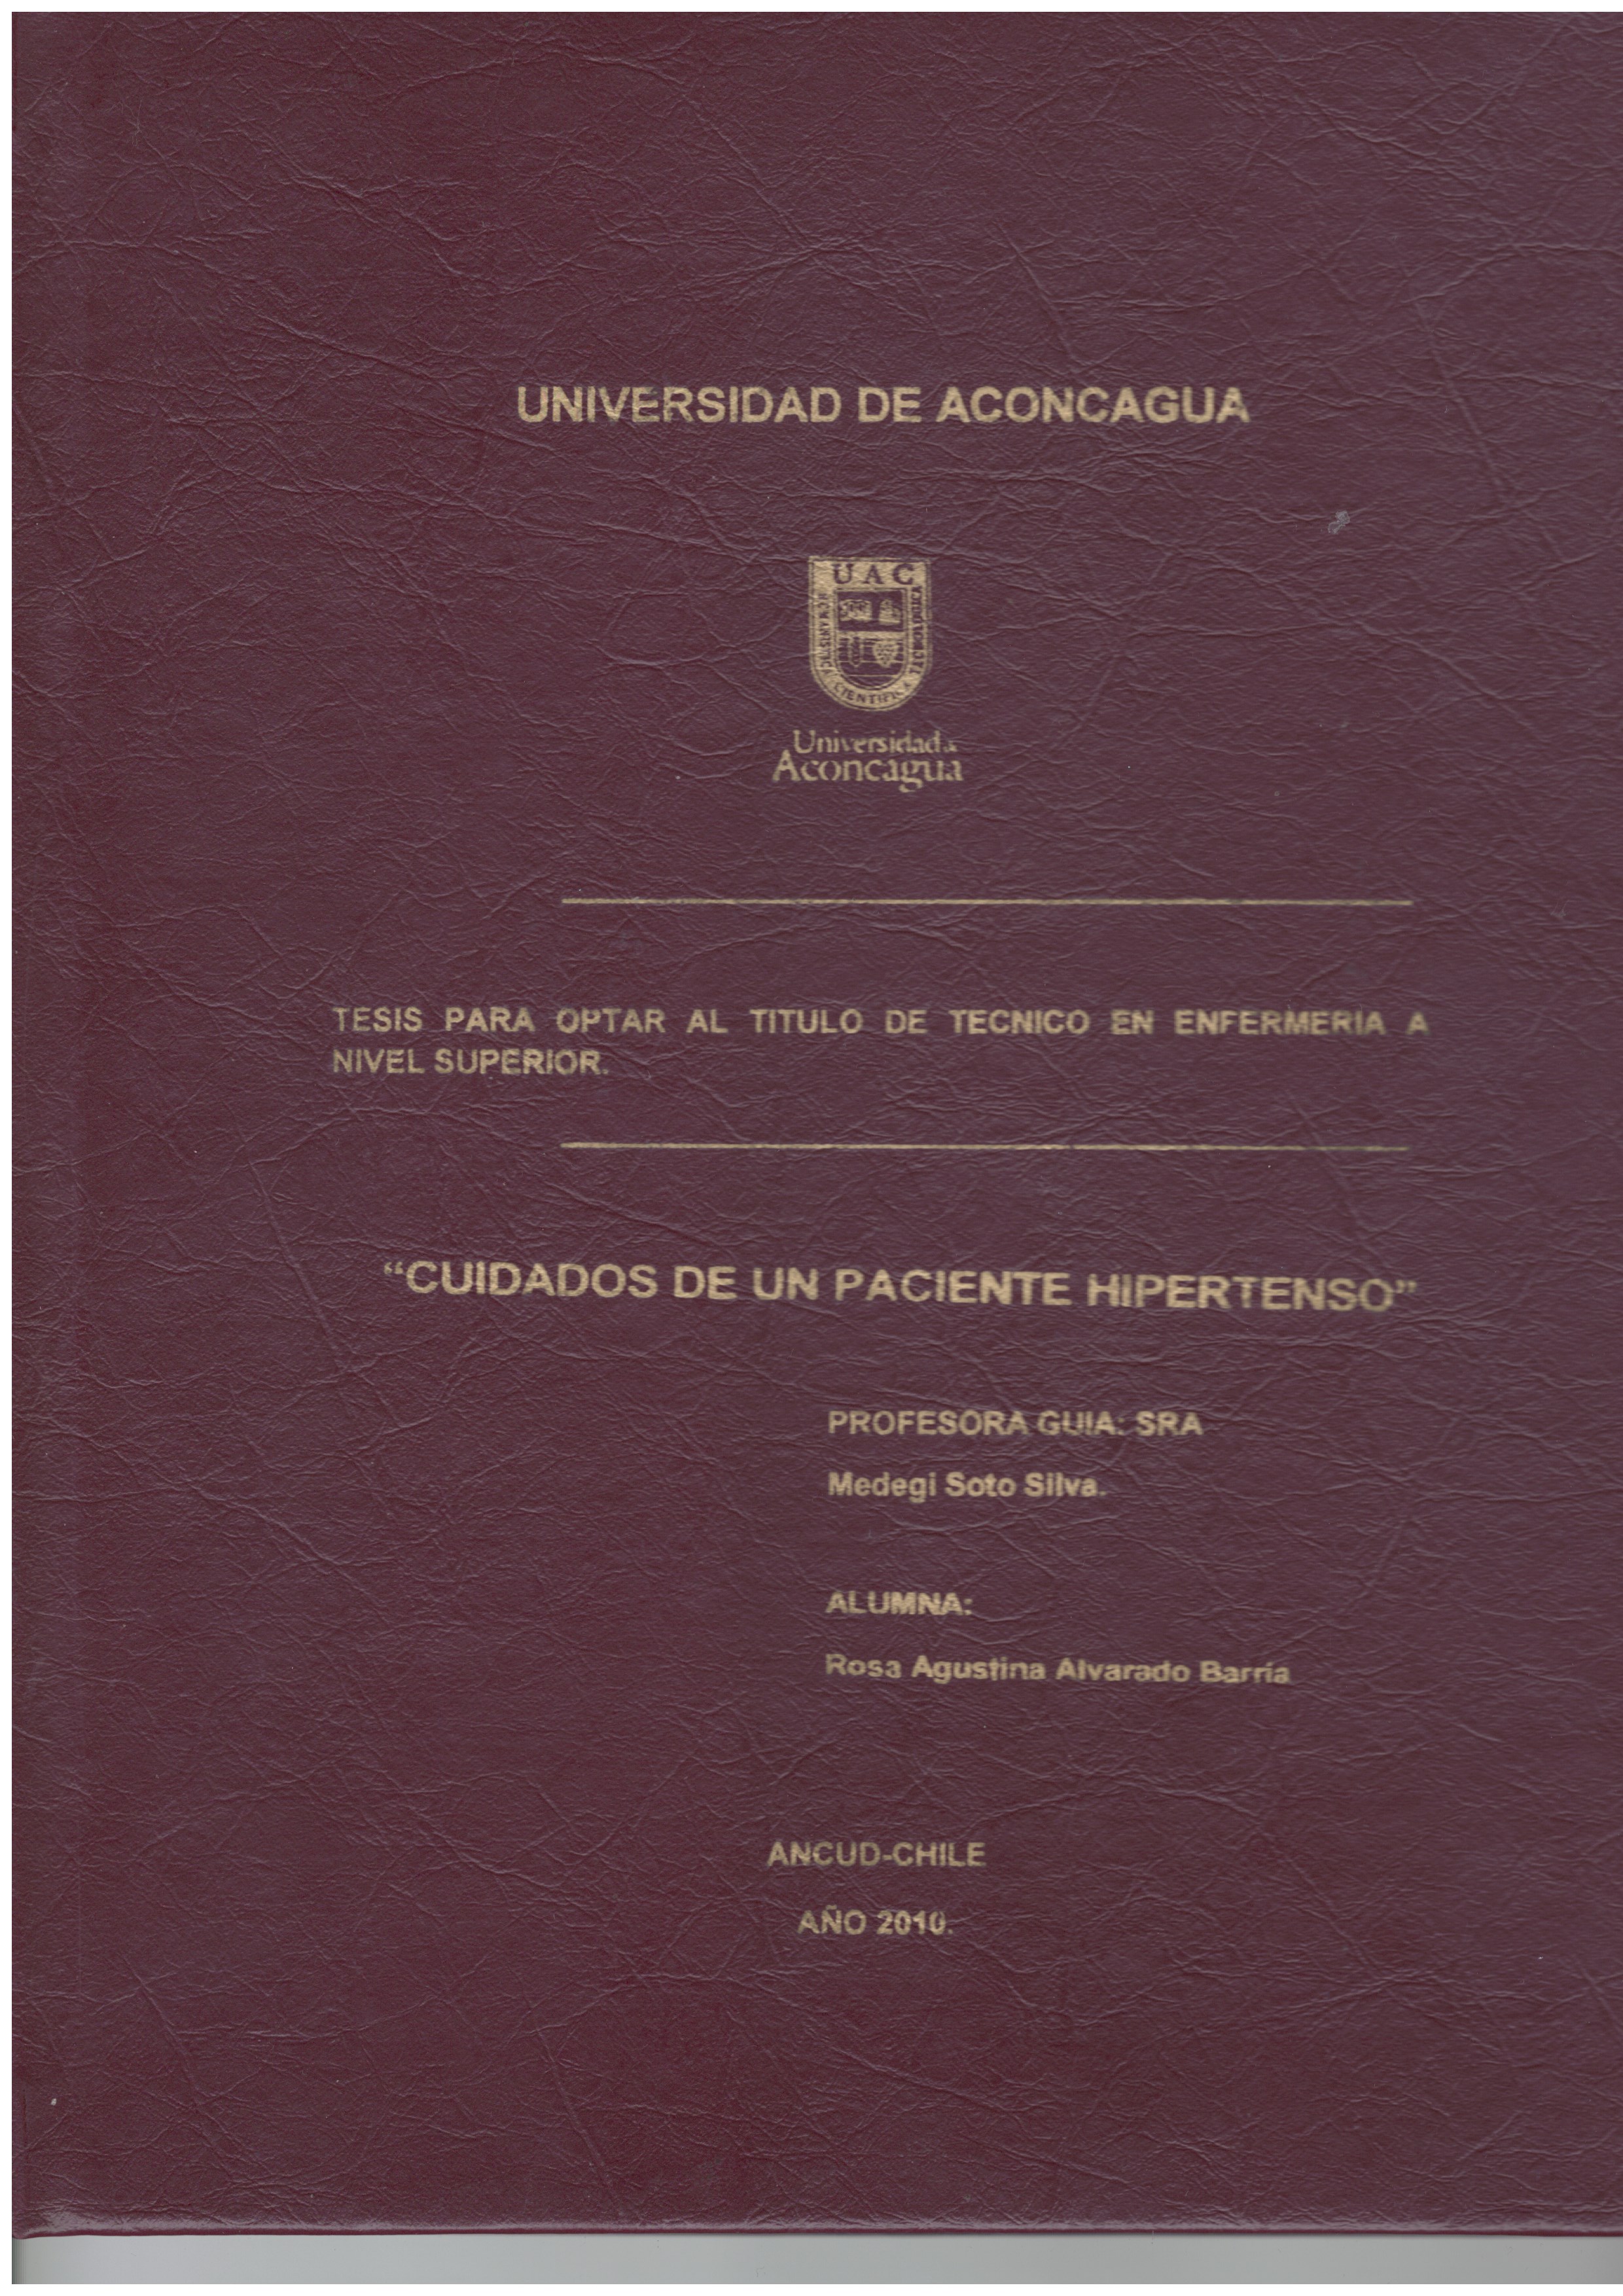 UNIVERSIDAD DE ACONCAGUA
UAC
CIENTIFICA
Universidad de
Aconcagua
TESIS PARA OPTAR AL TITULO DE TECNICO EN ENFERMERIA A
NIVEL SUPERIOR.
“CUIDADOS DE UN PACIENTE HIPERTENSO”
PROFESORA GUIA: SRA
Medegi Soto Silva.
ALUMNA:
Rosa Agustina Alvarado Barría
ANCUD-CHILE
AÑO 2010.